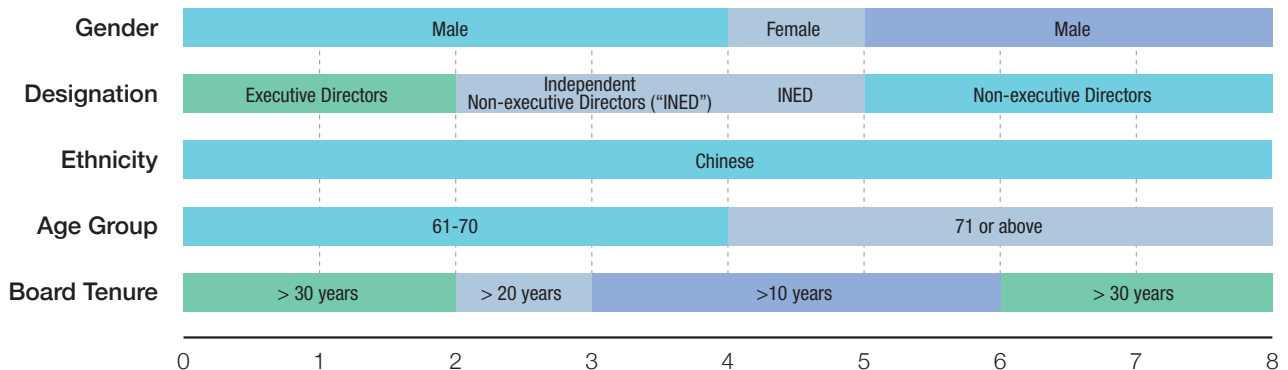 Gender
Male
Female
Male
Designation
Executive Directors
Independent
Non-executive Directors (“INED”)
INED
Non-executive Directors
Ethnicity
Chinese
Age Group
61-70
71 or above
Board Tenure
> 30 years
> 20 years
>10 years
> 30 years
0 1 2 3 4 5 6 7 8